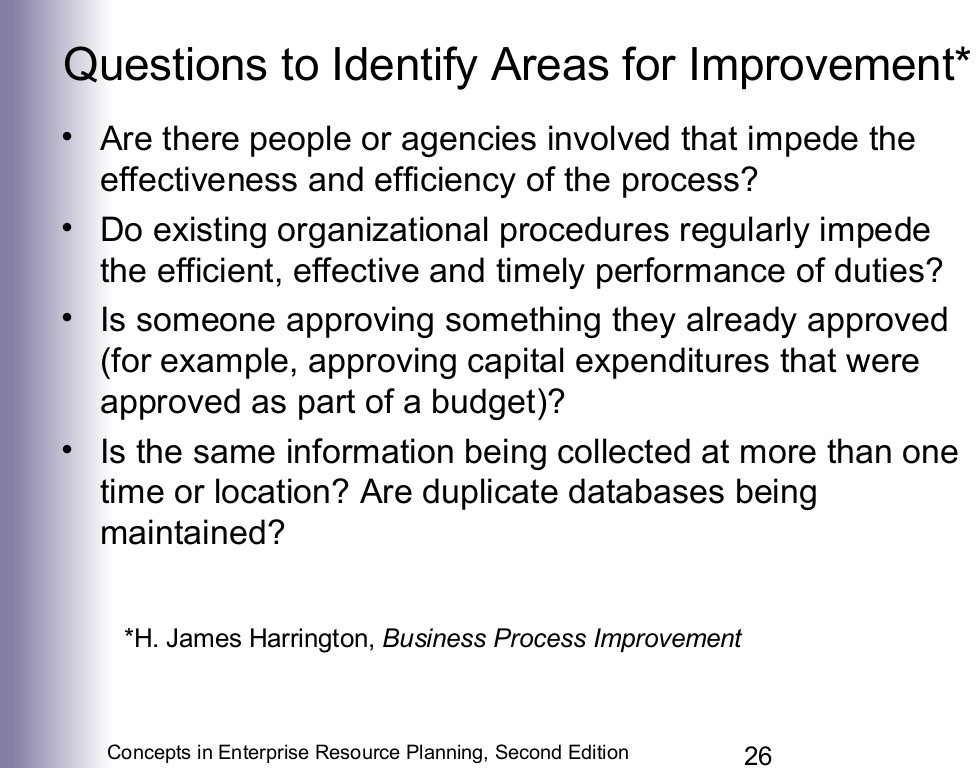 Questions to Identify Areas for Improvement*
• Are there people or agencies involved that impede the
effectiveness and efficiency of the process?
• Do existing organizational procedures regularly impede
the efficient, effective and timely performance of duties?
• Is someone approving something they already approved
(for example, approving capital expenditures that were
approved as part of a budget)?
• Is the same information being collected at more than one
time or location? Are duplicate databases being
maintained?
*H. James Harrington, Business Process Improvement
Concepts in Enterprise Resource Planning, Second Edition
26